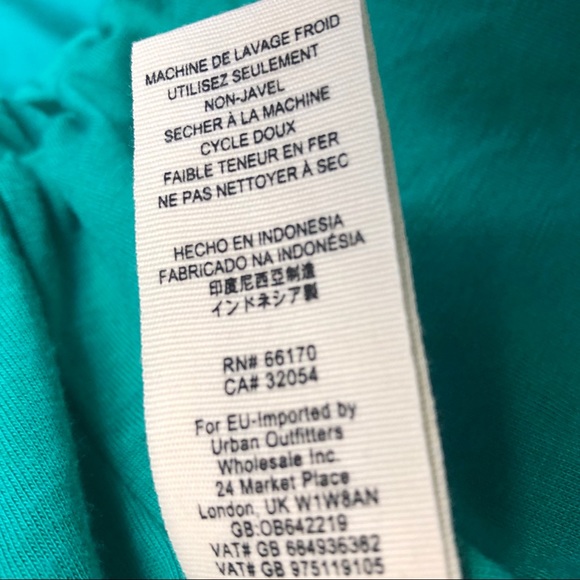 MACHINE DE LAVAGE FROID
UTILISEZ SEULEMENT
NON-JAVEL
SECHER À LA MACHINE
CYCLE DOUX
FAIBLE TENEUR EN FER
NE PAS NETTOYER À SEC
HECHO EN INDONESIA
FABRICADO NA INDONÉSIA
印度尼西亞制造
インドネシア製
RN# 66170
CA# 32054
For EU-Imported by
Urban Outfitters
Wholesale Inc.
24 Market Place
London, UK W1W8AN
GB:OB642219
VAT# GB 684936362
VAT# GB 975119105